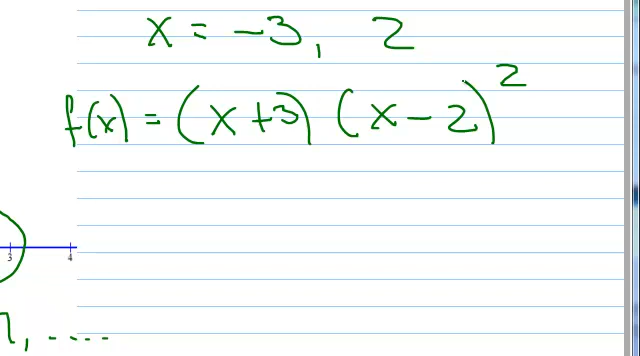 x = -3, 2
f(x) = (x+3) (x-2)²
3 4
, .....